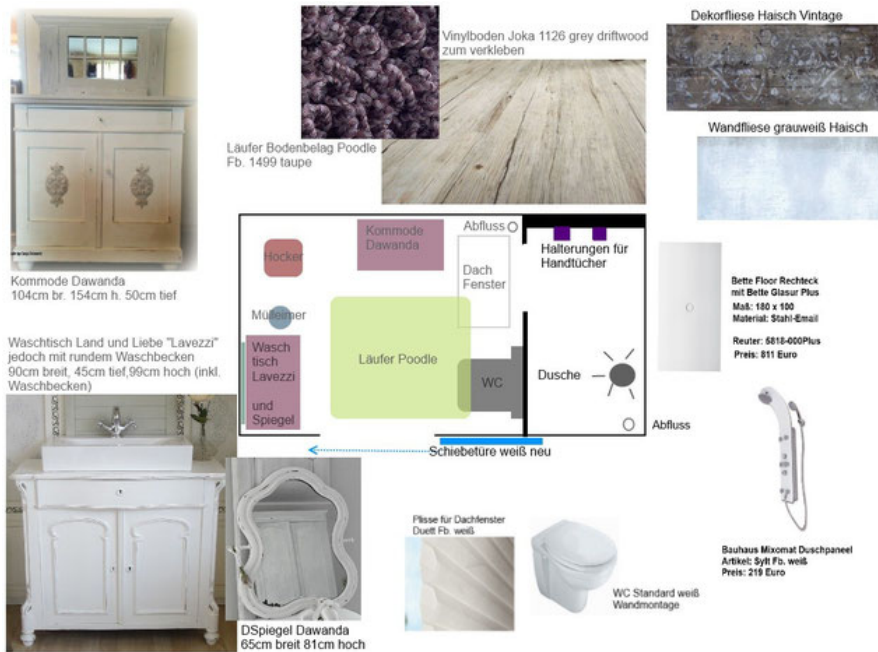 Dekorfliese Haisch Vintage
Vinylboden Joka 1126 grey driftwood
zum verkleben
Wandfliese grauweiß Haisch
Läufer Bodenbelag Poodle
Fb. 1499 taupe
Kommode Dawanda
104cm br. 154cm h. 50cm tief
Kommode
Dawanda
Abfluss
Halterungen für
Handtücher
Hocker
Dach
Fenster
Mülleimer
Wasch
tisch
Lavezzi
und
Spiegel
Läufer Poodle
WC
Dusche
Abfluss
Schiebetüre weiß neu
Bette Floor Rechteck
mit Bette Glasur Plus
Maß: 180 x 100
Material: Stahl-Email
Reuter: 5818-000Plus
Preis: 811 Euro
Waschtisch Land und Liebe "Lavezzi"
jedoch mit rundem Waschbecken
90cm breit, 45cm tief,99cm hoch (inkl.
Waschbecken)
Plisse für Dachfenster
Duett Fb. weiß
WC Standard weiß
Wandmontage
Bauhaus Mixomat Duschpaneel
Artikel: Sylt Fb. weiß
Preis: 219 Euro
DSpiegel Dawanda
65cm breit 81cm hoch